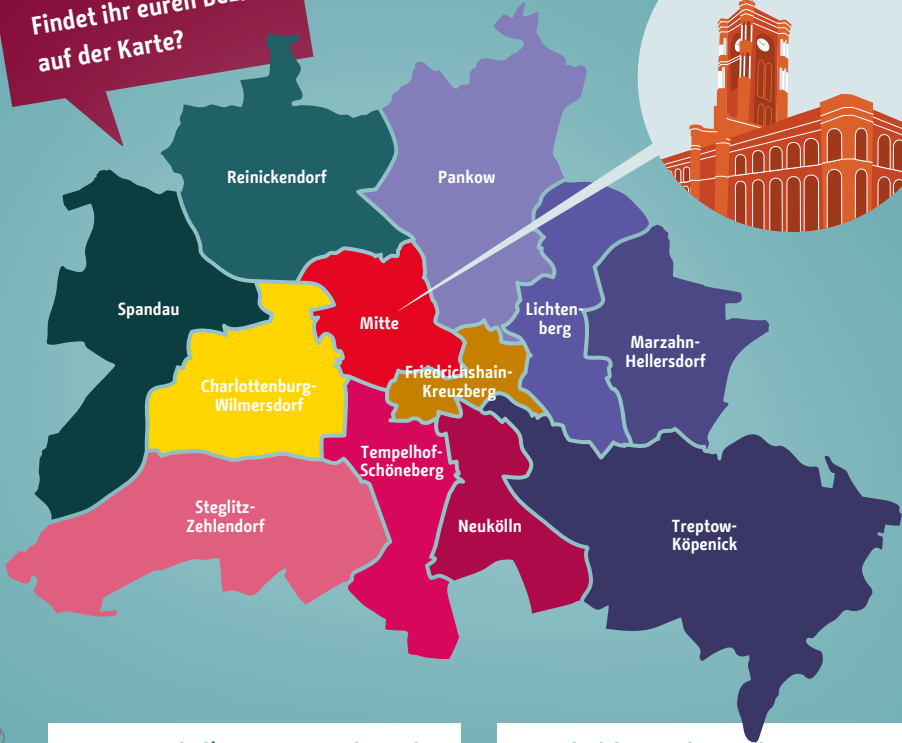 Findet ihr euren
auf der Karte?
Reinickendorf
Pankow
Spandau
Mitte
Lichten-
berg
Marzahn-
Hellersdorf
Friedrichshain-
Kreuzberg
Charlottenburg-
Wilmersdorf
Tempelhof-
Schöneberg
Steglitz-
Zehlendorf
Neukölln
Treptow-
Köpenick